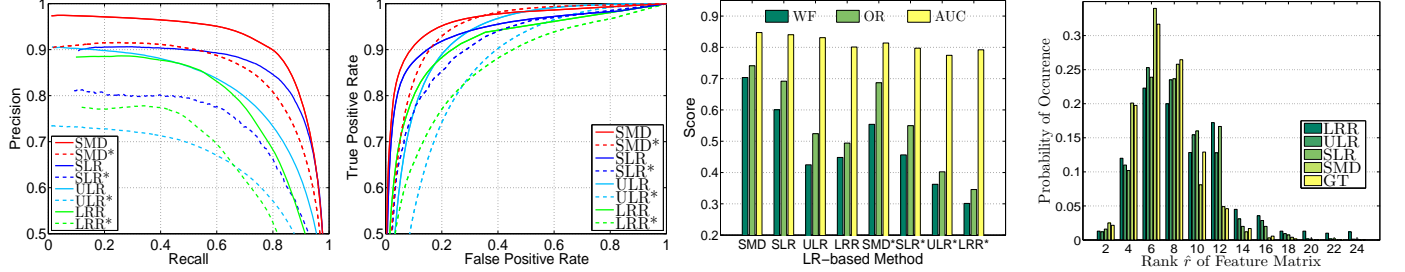 1
0.9
0.8
0.7
0.6
0.5
Precision
0
0.2
0.4
0.6
0.8
1
Recall
SMD
SMD*
SLR
SLR*
ULR
ULR*
LRR
LRR*
1
0.9
0.8
0.7
0.6
0.5
True Positive Rate
0
0.2
0.4
0.6
0.8
1
False Positive Rate
SMD
SMD*
SLR
SLR*
ULR
ULR*
LRR
LRR*
0.9
0.8
0.7
0.6
0.5
0.4
0.3
0.2
Score
WF OR AUC
SMD SLR ULR LRR SMD* SLR* ULR* LRR*
LR−based Method
0.3
0.25
0.2
0.15
0.1
0.05
0
Probability of Occurence
LRR
ULR
SLR
SMD
GT
2 4 6 8 10 12 14 16 18 20 22 24
Rank r̂ of Feature Matrix